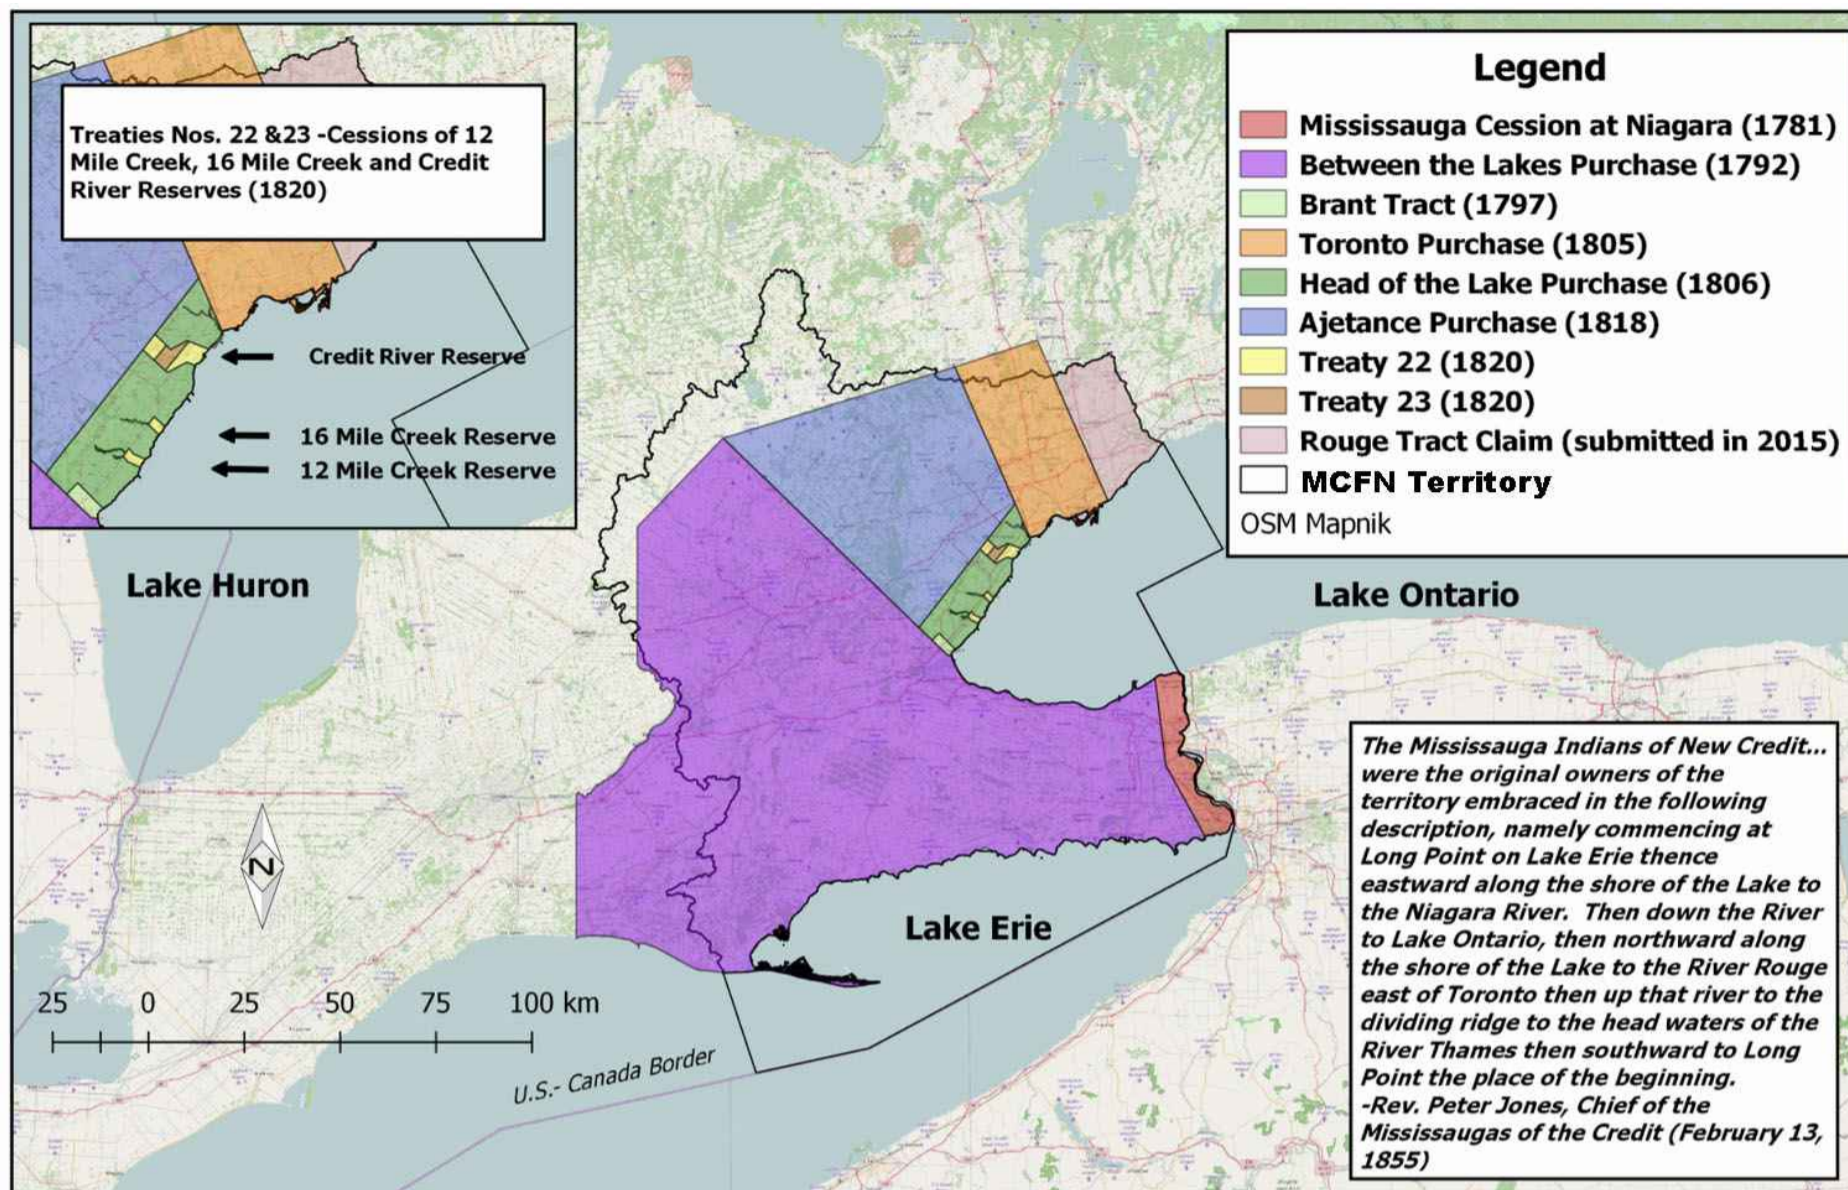 Treaties Nos. 22 &23 -Cessions of 12
Mile Creek, 16 Mile Creek and Credit
River Reserves (1820)
Credit River Reserve
16 Mile Creek Reserve
12 Mile Creek Reserve
Legend
Mississauga Cession at Niagara (1781)
Between the Lakes Purchase (1792)
Brant Tract (1797)
Toronto Purchase (1805)
Head of the Lake Purchase (1806)
Ajetance Purchase (1818)
Treaty 22 (1820)
Treaty 23 (1820)
Rouge Tract Claim (submitted in 2015)
MCFN Territory
OSM Mapnik
Lake Huron
Lake Ontario
Lake Erie
N
25 0 25 50 75 100 km
U.S.- Canada Border
The Mississauga Indians of New Credit...
were the original owners of the
territory embraced in the following
description, namely commencing at
Long Point on Lake Erie thence
eastward along the shore of the Lake to
the Niagara River. Then down the River
to Lake Ontario, then northward along
the shore of the Lake to the River Rouge
east of Toronto then up that river to the
dividing ridge to the head waters of the
River Thames then southward to Long
Point the place of the beginning.
-Rev. Peter Jones, Chief of the
Mississaugas of the Credit (February 13,
1855)